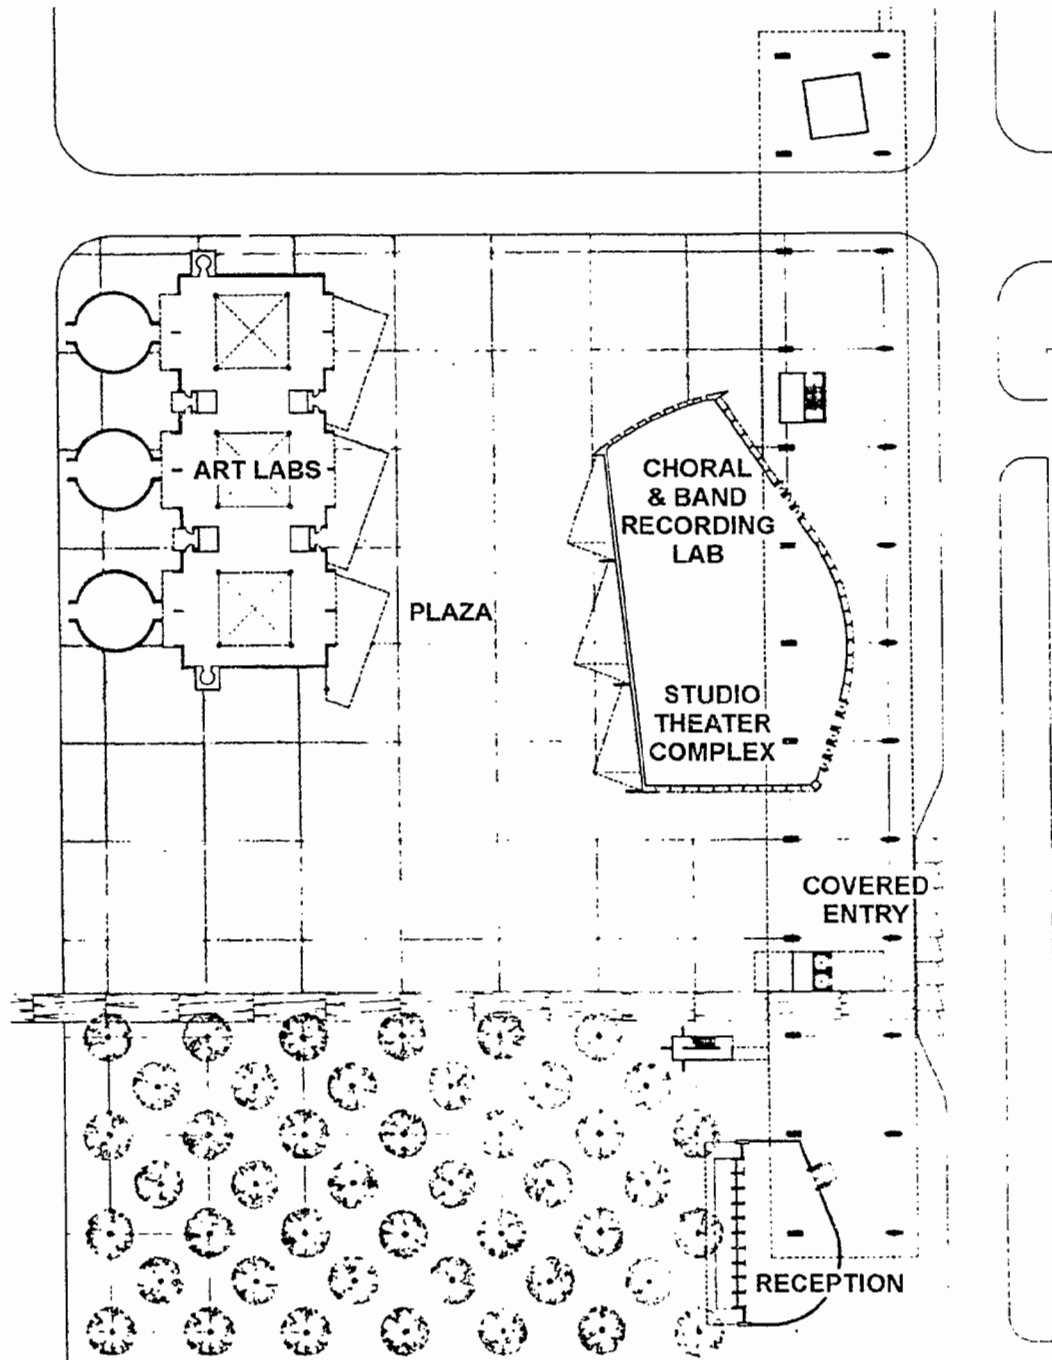 ART LABS
CHORAL
& BAND
RECORDING
LAB
PLAZA
STUDIO
THEATER
COMPLEX
COVERED
ENTRY
RECEPTION